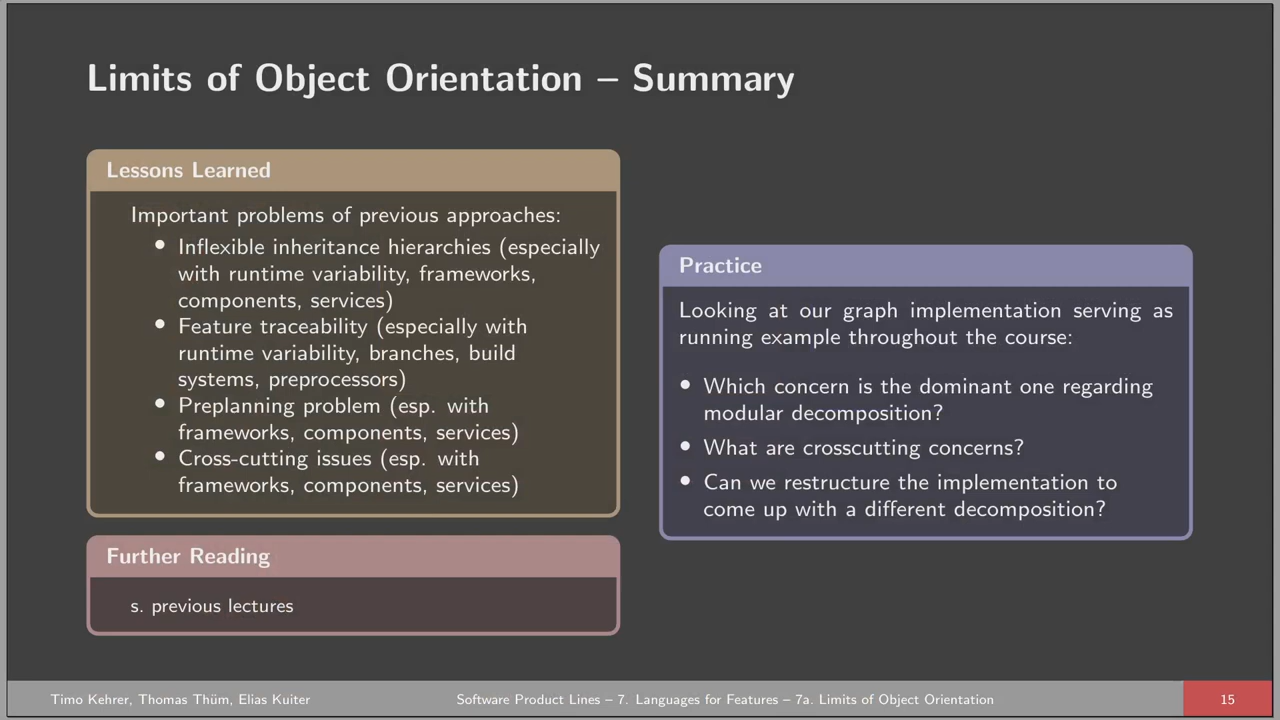 Limits of Object Orientation – Summary
Lessons Learned
Important problems of previous approaches:
• Inflexible inheritance hierarchies (especially
with runtime variability, frameworks,
components, services)
• Feature traceability (especially with
runtime variability, branches, build
systems, preprocessors)
• Preplanning problem (esp. with
frameworks, components, services)
• Cross-cutting issues (esp. with
frameworks, components, services)
Further Reading
s. previous lectures
Practice
Looking at our graph implementation serving as
running example throughout the course:
• Which concern is the dominant one regarding
modular decomposition?
• What are crosscutting concerns?
• Can we restructure the implementation to
come up with a different decomposition?
Timo Kehrer, Thomas Thüm, Elias Kuiter
Software Product Lines – 7. Languages for Features – 7a. Limits of Object Orientation
15